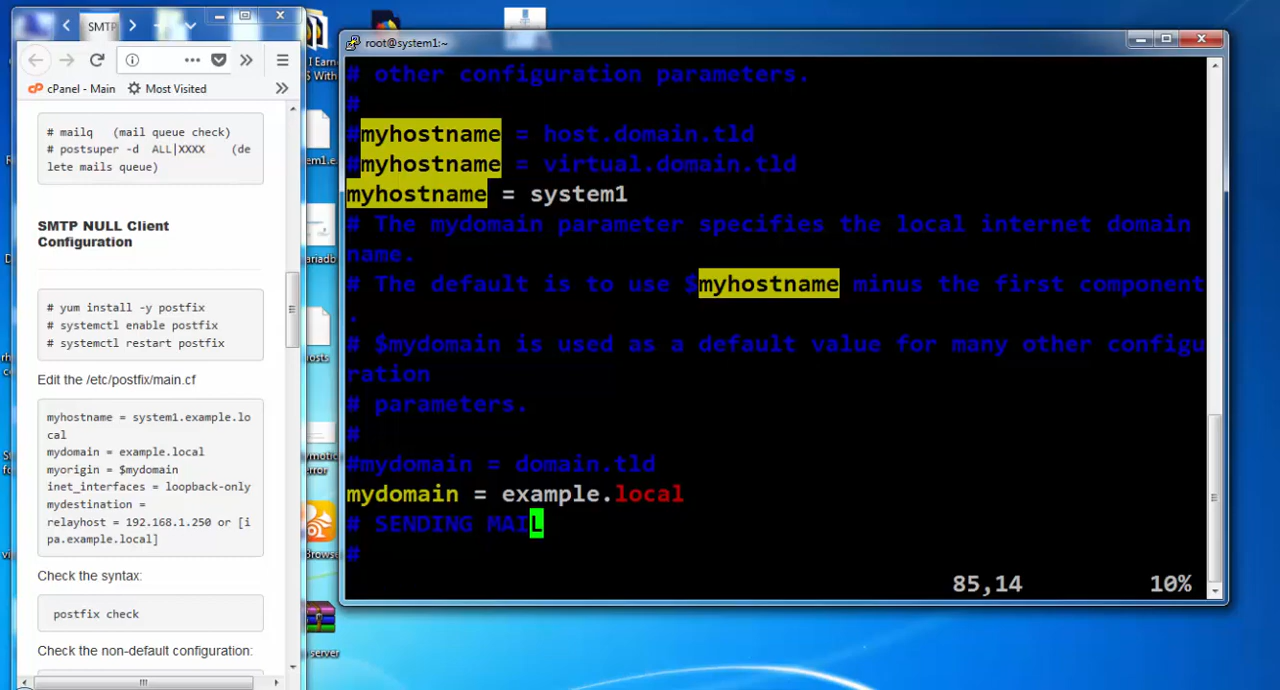 SMTP
cPanel - Main
Most Visited
# mailq (mail queue check)
# postsuper -d ALL|XXXX (de
lete mails queue)
SMTP NULL Client
Configuration
# yum install -y postfix
# systemctl enable postfix
# systemctl restart postfix
Edit the /etc/postfix/main.cf
myhostname = system1.example.lo
cal
mydomain = example.local
myorigin = $mydomain
inet_interfaces = loopback-only
mydestination =
relayhost = 192.168.1.250 or [i
pa.example.local]
Check the syntax:
postfix check
Check the non-default configuration:
I Earn
S With
hosts
error
Browse
server
root@system1:~
# other configuration parameters.
#
#myhostname = host.domain.tld
#myhostname = virtual.domain.tld
myhostname = system1
# The mydomain parameter specifies the local internet domain
name.
# The default is to use $myhostname minus the first component
.
# $mydomain is used as a default value for many other configu
ration
# parameters.
#
#mydomain = domain.tld
mydomain = example.local
# SENDING MAIL
#
85,14 10%